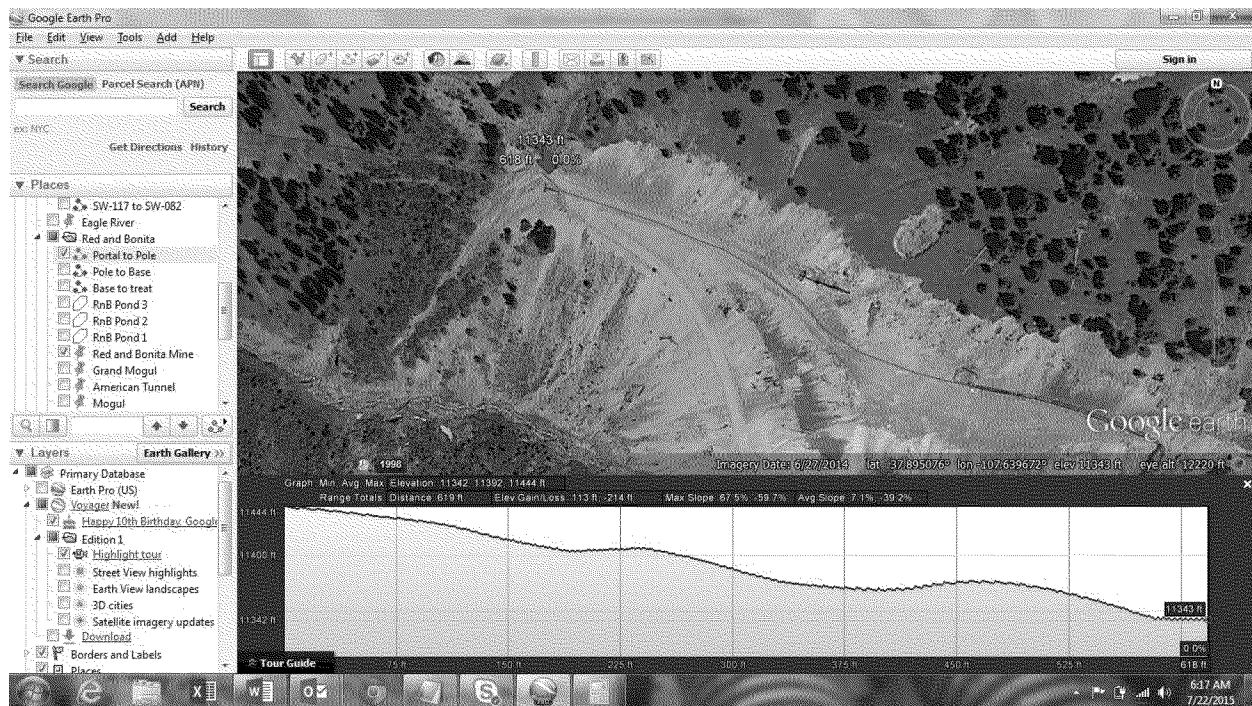 Google Earth Pro
File Edit View Tools Add Help
▼ Search
Sign in
Search Google Parcel Search (APN)
Search
ex: NYC
Get Directions History
▼ Places
SW-117 to SW-082
Eagle River
Red and Bonita
Portal to Pole
Pole to Base
Base to treat
RnB Pond 3
RnB Pond 2
RnB Pond 1
Red and Bonita Mine
Grand Mogul
American Tunnel
Mogul
▼ Layers Earth Gallery >>
Primary Database
Earth Pro (US)
Voyager New!
Happy 10th Birthday, Google
Edition 1
Highlight tour
Street View highlights
Earth View landscapes
3D cities
Satellite imagery updates
Download
Borders and Labels
Places
N
11343 ft
618 ft 0.0%
Google earth
1998
Imagery Date: 6/27/2014 lat 37.895076° lon -107.639672° elev 11343 ft eye alt 12220 ft
Graph: Min, Avg, Max Elevation: 11342, 11392, 11444 ft
Range Totals: Distance: 619 ft Elev Gain/Loss: 113 ft, -214 ft Max Slope: 67.5%, -59.7% Avg Slope: 7.1%, -39.2%
11444 ft
11400 ft
11342 ft
11343 ft
0.0%
Tour Guide
75 ft 150 ft 225 ft 300 ft 375 ft 450 ft 525 ft 618 ft
6:17 AM
7/22/2015